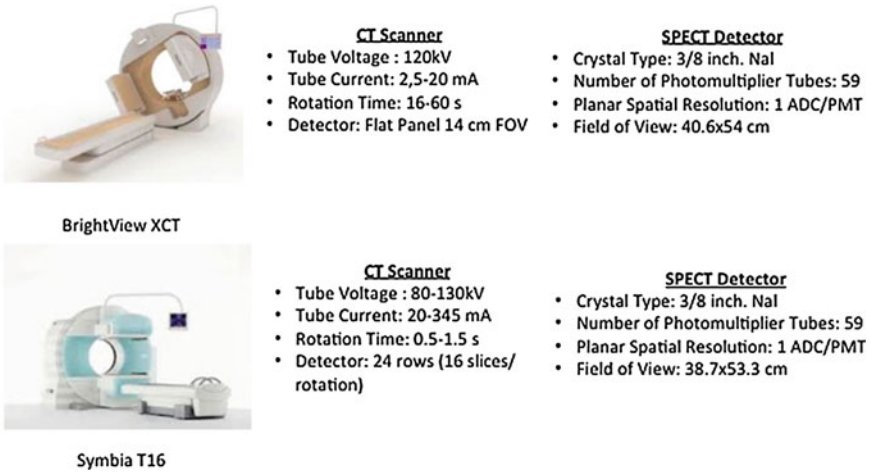 CT Scanner
• Tube Voltage : 120kV
• Tube Current: 2,5-20 mA
• Rotation Time: 16-60 s
• Detector: Flat Panel 14 cm FOV
SPECT Detector
• Crystal Type: 3/8 inch. NaI
• Number of Photomultiplier Tubes: 59
• Planar Spatial Resolution: 1 ADC/PMT
• Field of View: 40.6x54 cm
BrightView XCT
CT Scanner
• Tube Voltage : 80-130kV
• Tube Current: 20-345 mA
• Rotation Time: 0.5-1.5 s
• Detector: 24 rows (16 slices/
rotation)
SPECT Detector
• Crystal Type: 3/8 inch. NaI
• Number of Photomultiplier Tubes: 59
• Planar Spatial Resolution: 1 ADC/PMT
• Field of View: 38.7x53.3 cm
Symbia T16